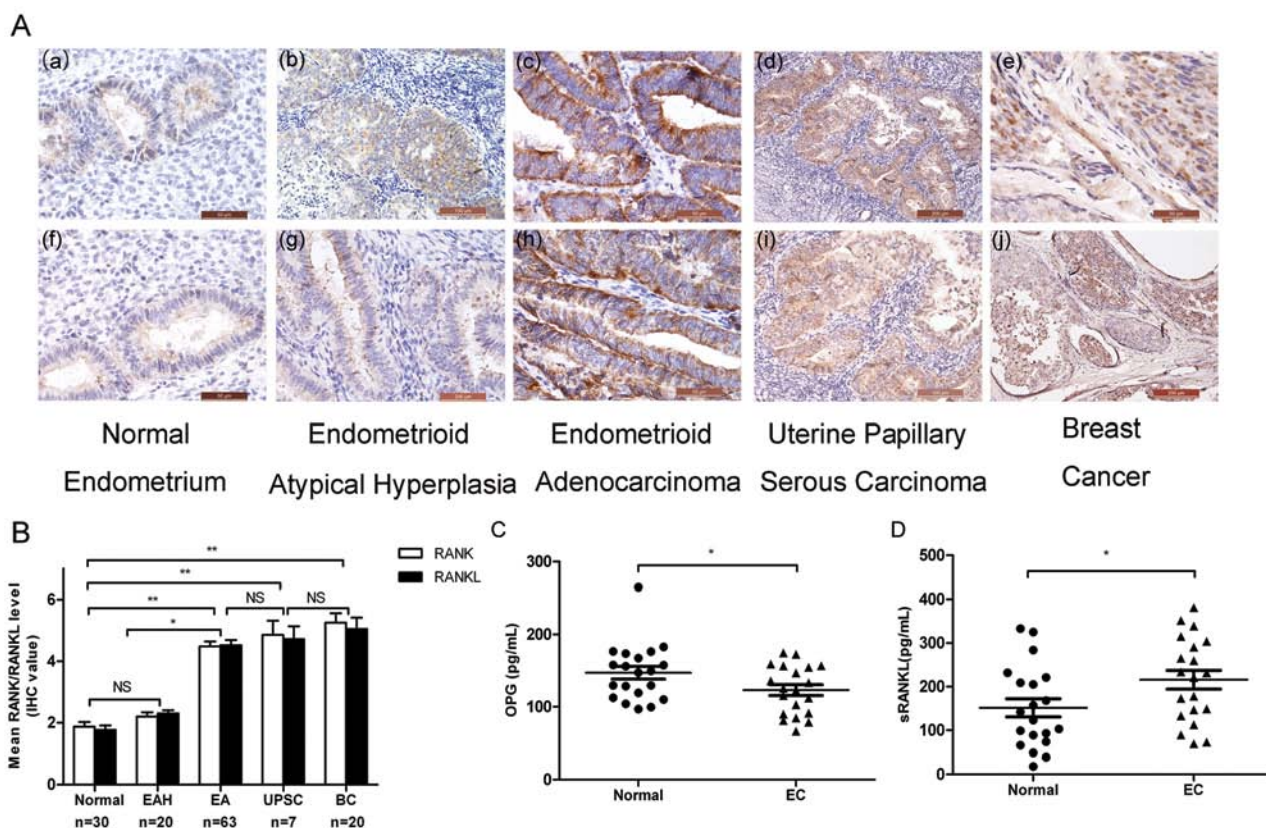 A
(a) (b) (c) (d) (e)
(f) (g) (h) (i) (j)
Normal
Endometrium
Endometrioid
Atypical Hyperplasia
Endometrioid
Adenocarcinoma
Uterine Papillary
Serous Carcinoma
Breast
Cancer
B
Mean RANK/RANKL level
(IHC value)
6
4
2
0
**
**
**
*
NS
NS
NS
RANK
RANKL
Normal EAH EA UPSC BC
n=30 n=20 n=63 n=7 n=20
C
OPG (pg/mL)
300
200
100
0
*
Normal EC
D
sRANKL(pg/mL)
500
400
300
200
100
0
*
Normal EC